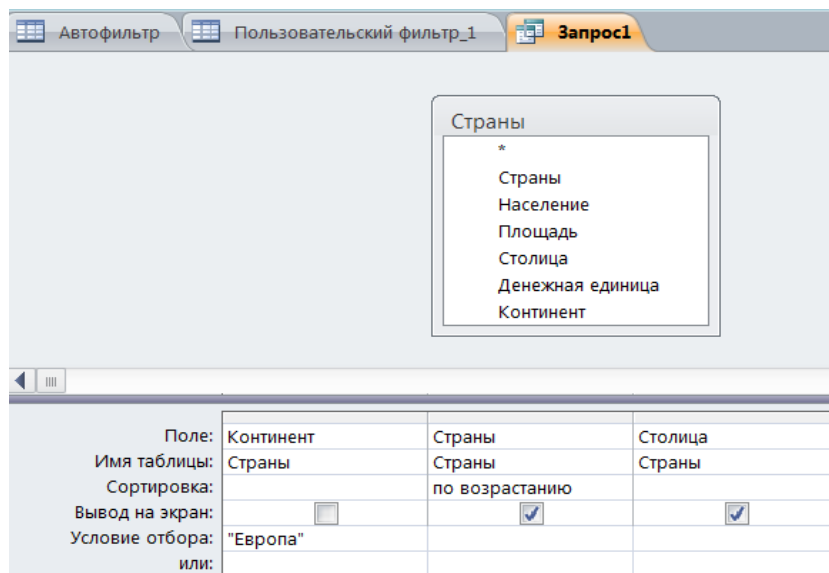 Автофильтр Пользовательский фильтр_1 Запрос1
Страны
*
Страны
Население
Площадь
Столица
Денежная единица
Континент
Поле: Континент Страны Столица
Имя таблицы: Страны Страны Страны
Сортировка: по возрастанию
Вывод на экран:
Условие отбора: "Европа"
или: